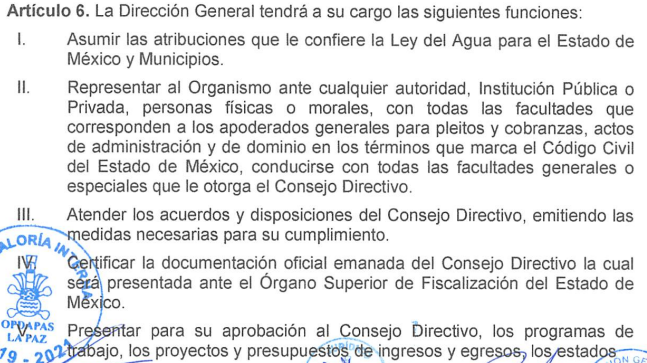 Artículo 6. La Dirección General tendrá a su cargo las siguientes funciones:
I. Asumir las atribuciones que le confiere la Ley del Agua para el Estado de
México y Municipios.
II. Representar al Organismo ante cualquier autoridad, Institución Pública o
Privada, personas físicas o morales, con todas las facultades que
corresponden a los apoderados generales para pleitos y cobranzas, actos
de administración y de dominio en los términos que marca el Código Civil
del Estado de México, conducirse con todas las facultades generales o
especiales que le otorga el Consejo Directivo.
III. Atender los acuerdos y disposiciones del Consejo Directivo, emitiendo las
medidas necesarias para su cumplimiento.
IV. Certificar la documentación oficial emanada del Consejo Directivo la cual
será presentada ante el Órgano Superior de Fiscalización del Estado de
México.
V. Presentar para su aprobación al Consejo Directivo, los programas de
trabajo, los proyectos y presupuestos de ingresos y egresos, los estados
ALORÍA INTERNA
OPDAPAS
LA PAZ
19 - 2021